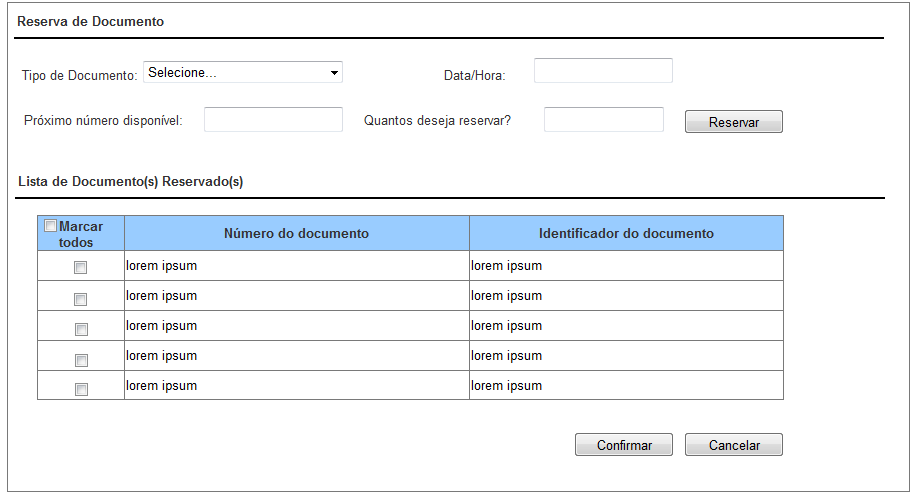 Reserva de Documento
Tipo de Documento: Selecione... Data/Hora:
Próximo número disponível: Quantos deseja reservar? Reservar
Lista de Documento(s) Reservado(s)
Marcar todos Número do documento Identificador do documento
lorem ipsum lorem ipsum
lorem ipsum lorem ipsum
lorem ipsum lorem ipsum
lorem ipsum lorem ipsum
lorem ipsum lorem ipsum
Confirmar Cancelar